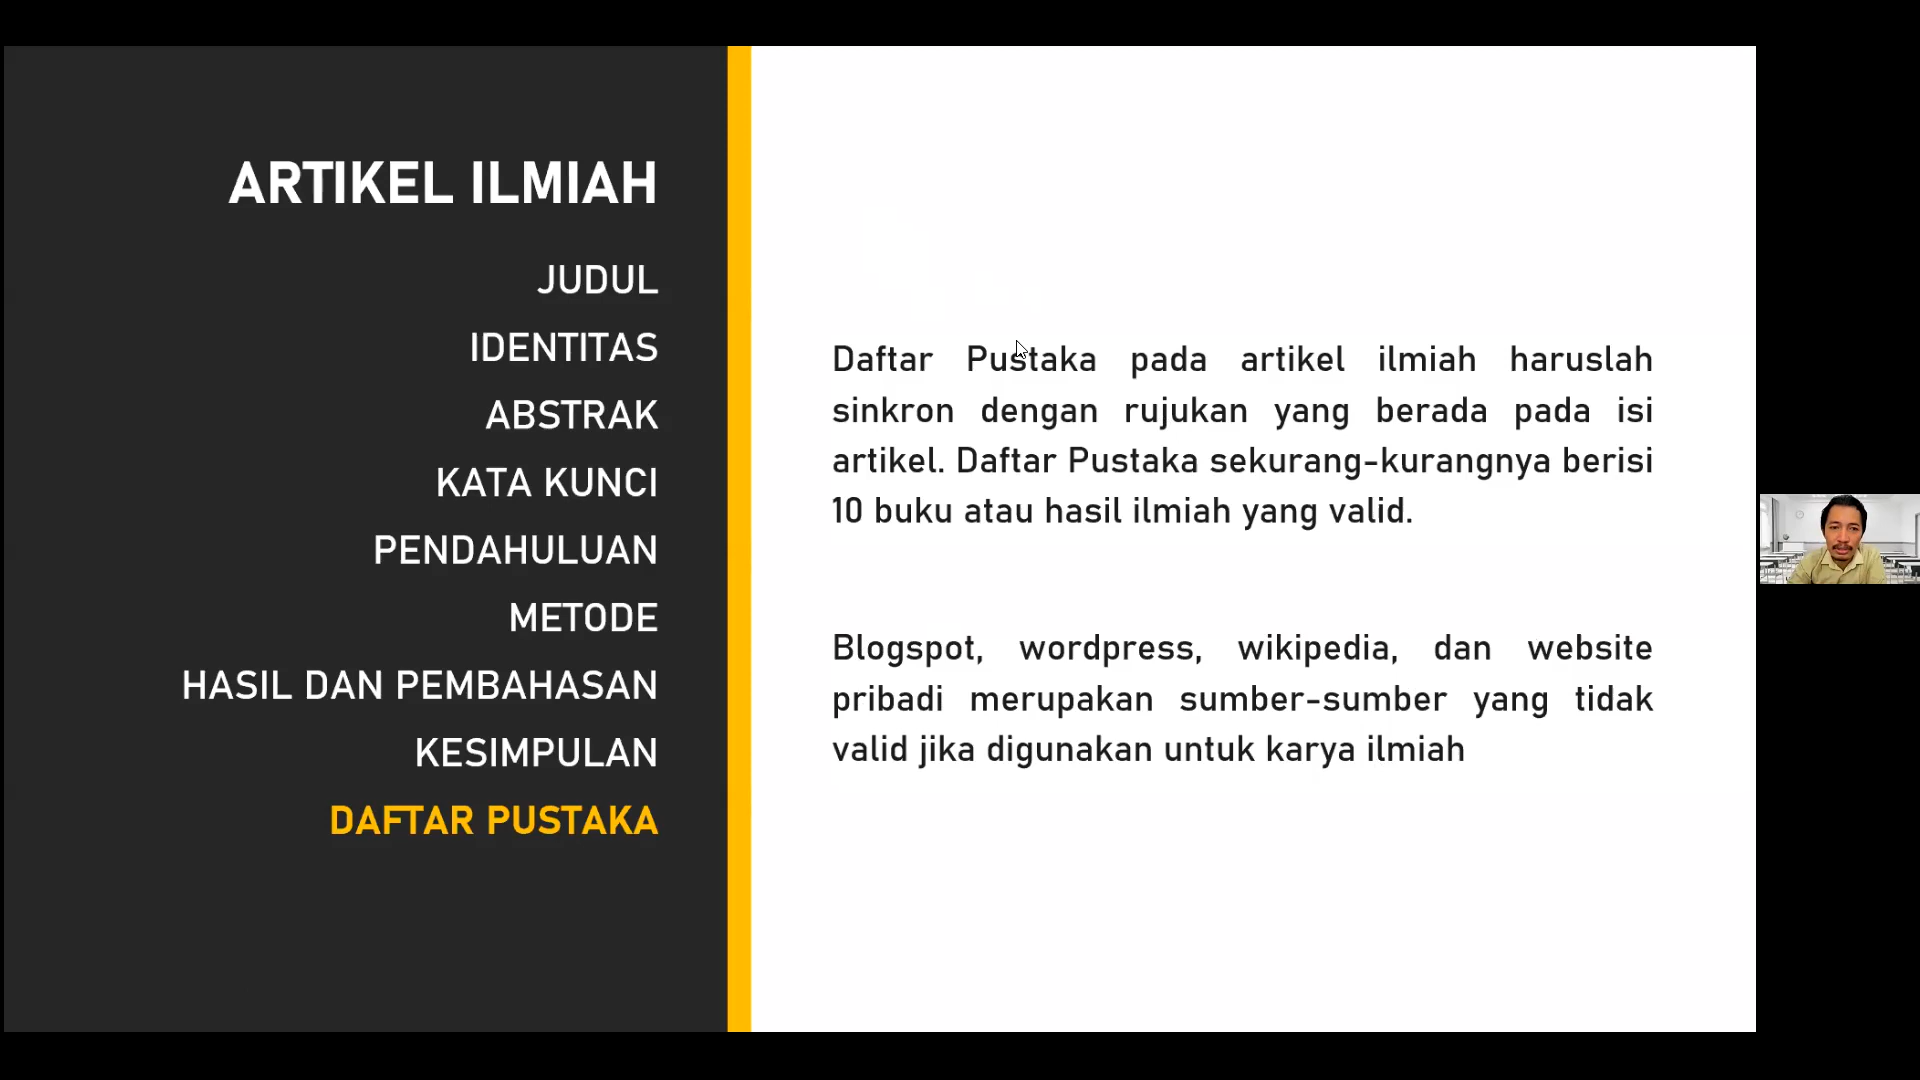 ARTIKEL ILMIAH
JUDUL
IDENTITAS
ABSTRAK
KATA KUNCI
PENDAHULUAN
METODE
HASIL DAN PEMBAHASAN
KESIMPULAN
DAFTAR PUSTAKA
Daftar Pustaka pada artikel ilmiah haruslah
sinkron dengan rujukan yang berada pada isi
artikel. Daftar Pustaka sekurang-kurangnya berisi
10 buku atau hasil ilmiah yang valid.
Blogspot, wordpress, wikipedia, dan website
pribadi merupakan sumber-sumber yang tidak
valid jika digunakan untuk karya ilmiah